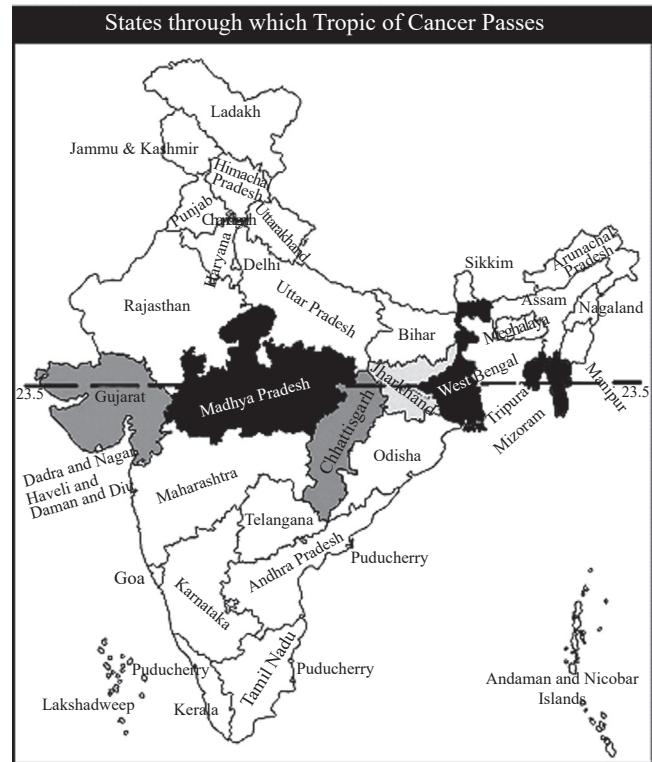 States through which Tropic of Cancer Passes
Ladakh
Jammu & Kashmir
Himachal
Pradesh
Punjab
Uttarakhand
Haryana
Delhi
Sikkim
Arunachal
Pradesh
Rajasthan
Uttar Pradesh
Bihar
Assam
Nagaland
Meghalaya
23.5
Gujarat
Madhya Pradesh
Chhattisgarh
Jharkhand
West Bengal
Tripura
Mizoram
Manipur
23.5
Dadra and Nagar
Haveli and
Daman and Diu
Maharashtra
Odisha
Telangana
Andhra Pradesh
Puducherry
Goa
Karnataka
Puducherry
Tamil Nadu
Puducherry
Lakshadweep
Kerala
Andaman and Nicobar
Islands